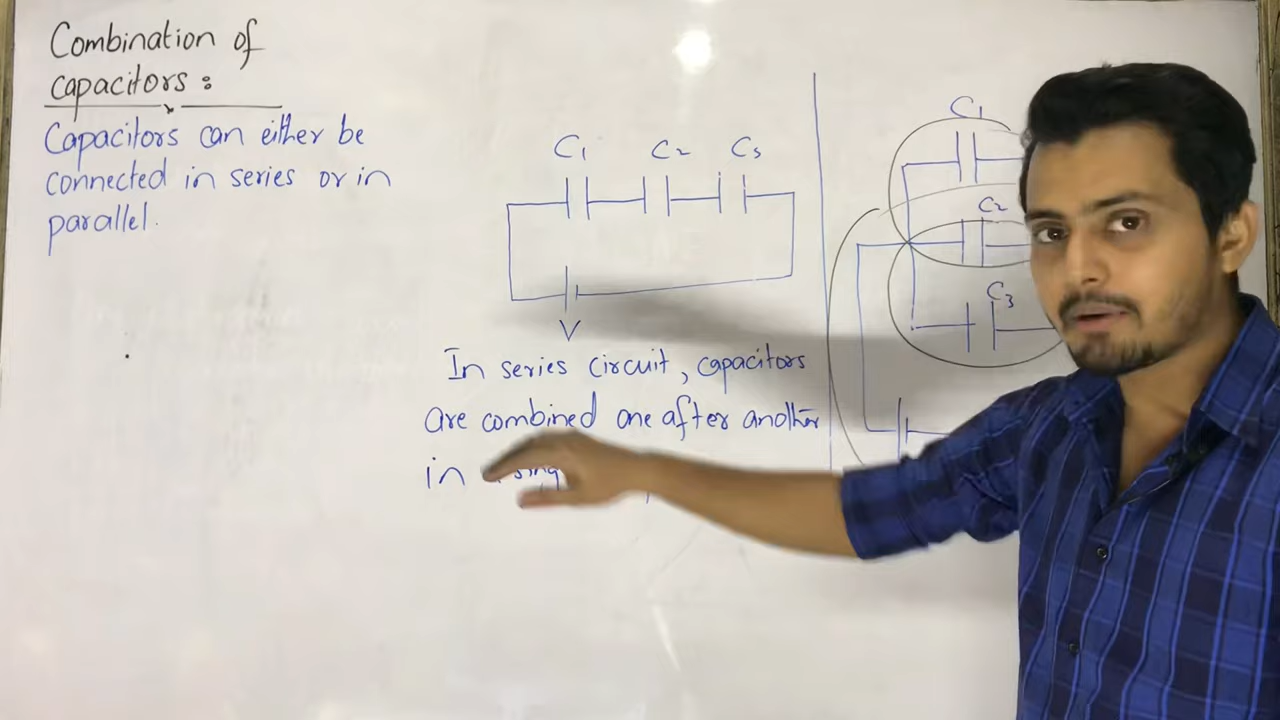 Combination of
capacitors :
Capacitors can either be
connected in series or in
parallel.
C1 C2 C3
V
In series circuit, capacitors
are combined one after another
in
C1
C2
C3